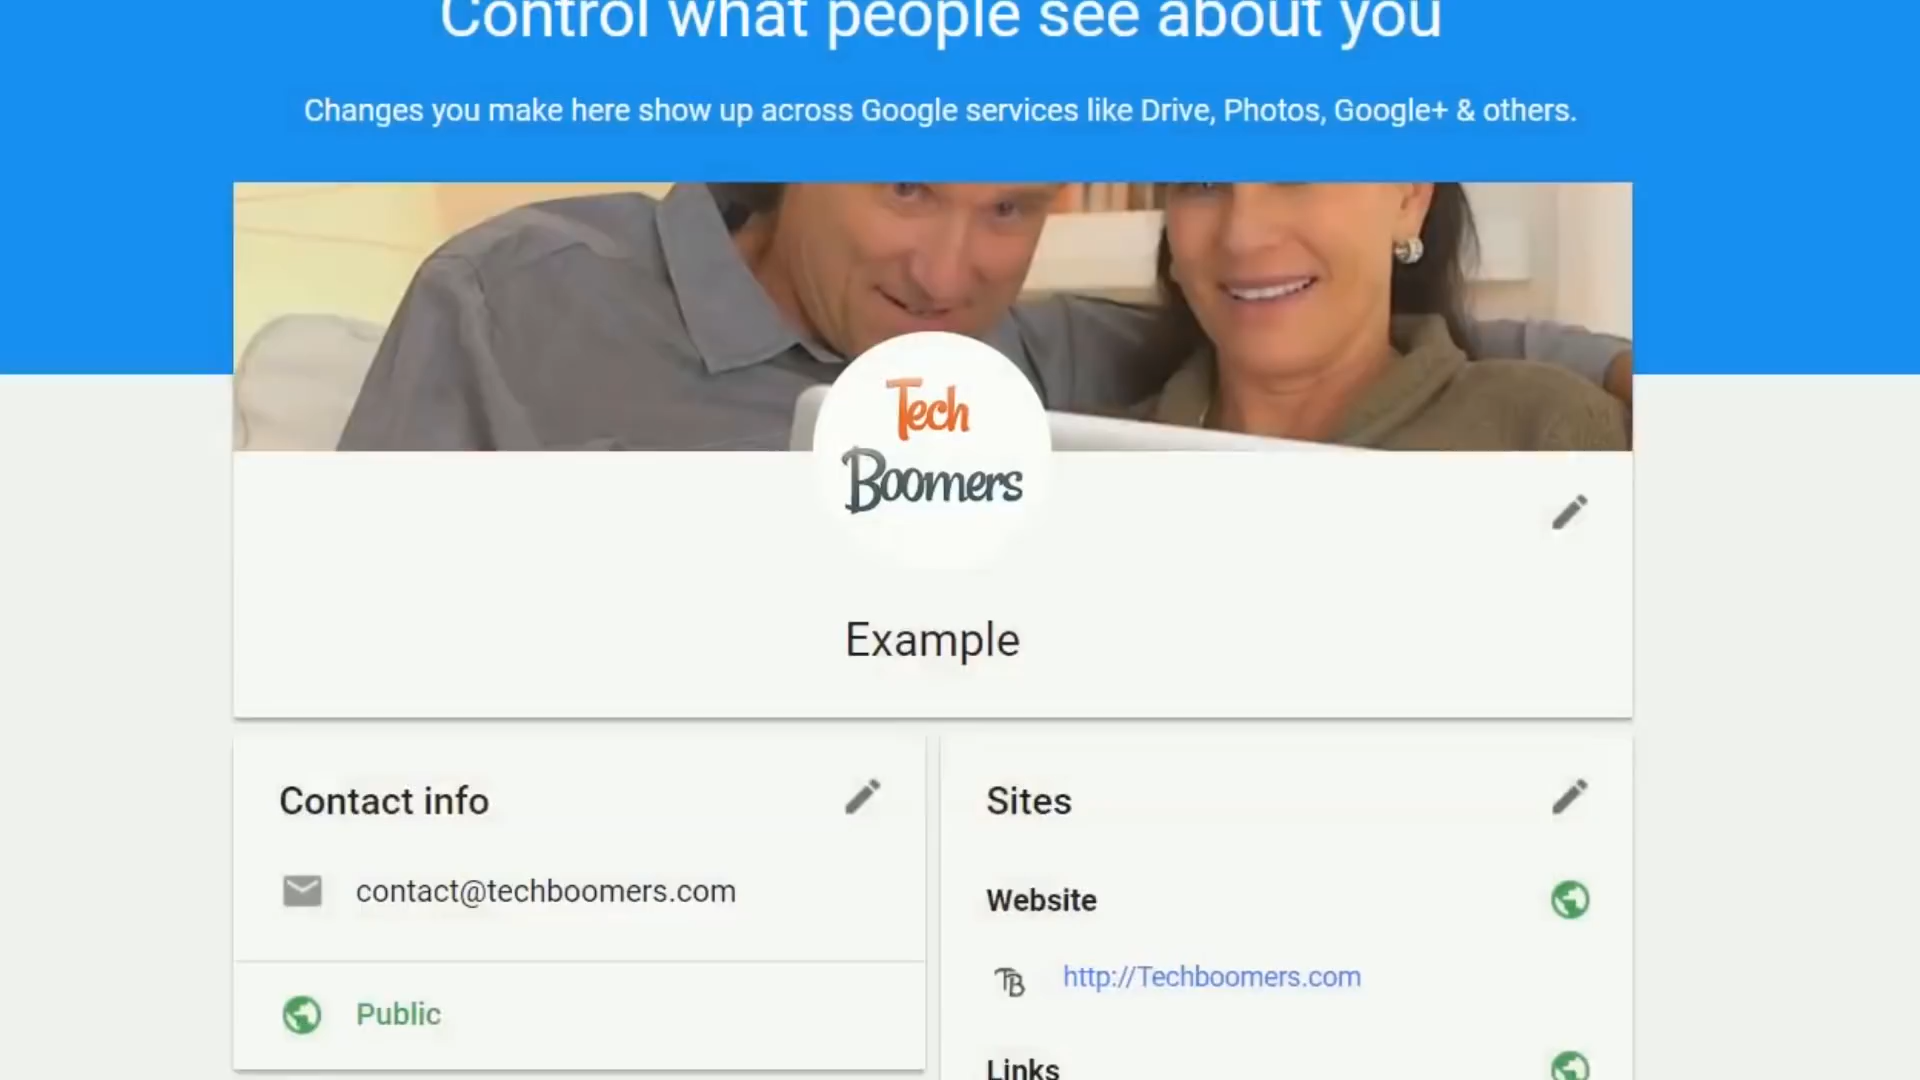 Control what people see about you
Changes you make here show up across Google services like Drive, Photos, Google+ & others.
Tech
Boomers
Example
Contact info
contact@techboomers.com
Public
Sites
Website
TB
http://Techboomers.com
Links